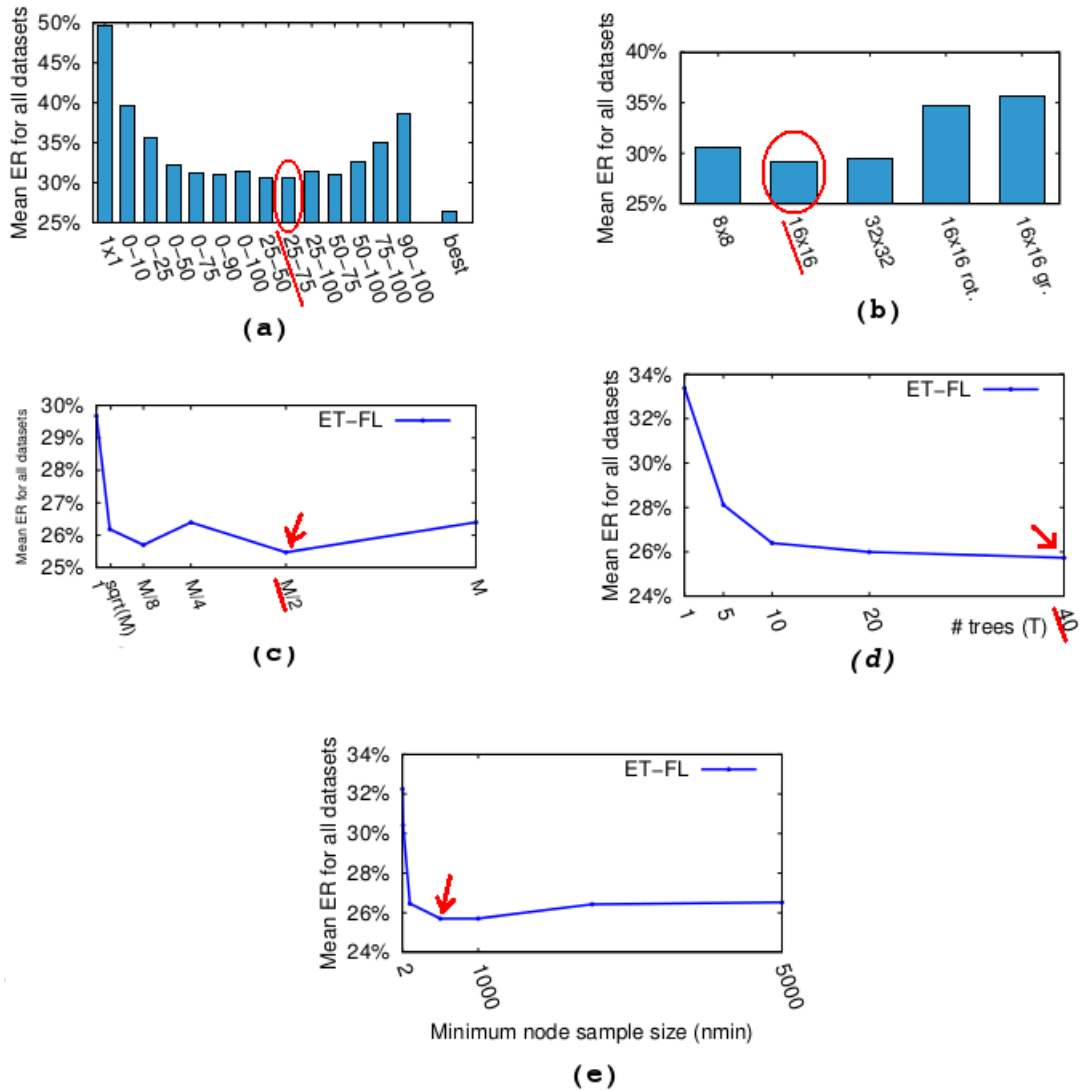 Mean ER for all datasets
50%
45%
40%
35%
30%
25%
1x1
0−10
0−25
0−50
0−75
0−90
0−100
25−50
25−75
25−100
50−75
50−100
75−100
90−100
best
(a)
Mean ER for all datasets
40%
35%
30%
25%
8x8
16x16
32x32
16x16 rot.
16x16 gr.
(b)
Mean ER for all datasets
30%
29%
28%
27%
26%
25%
ET−FL
1
sqrt(M)
M/8
M/4
M/2
M
(c)
Mean ER for all datasets
34%
32%
30%
28%
26%
24%
ET−FL
1
5
10
20
# trees (T)
40
(d)
Mean ER for all datasets
34%
32%
30%
28%
26%
24%
ET−FL
2
1000
5000
Minimum node sample size (nmin)
(e)